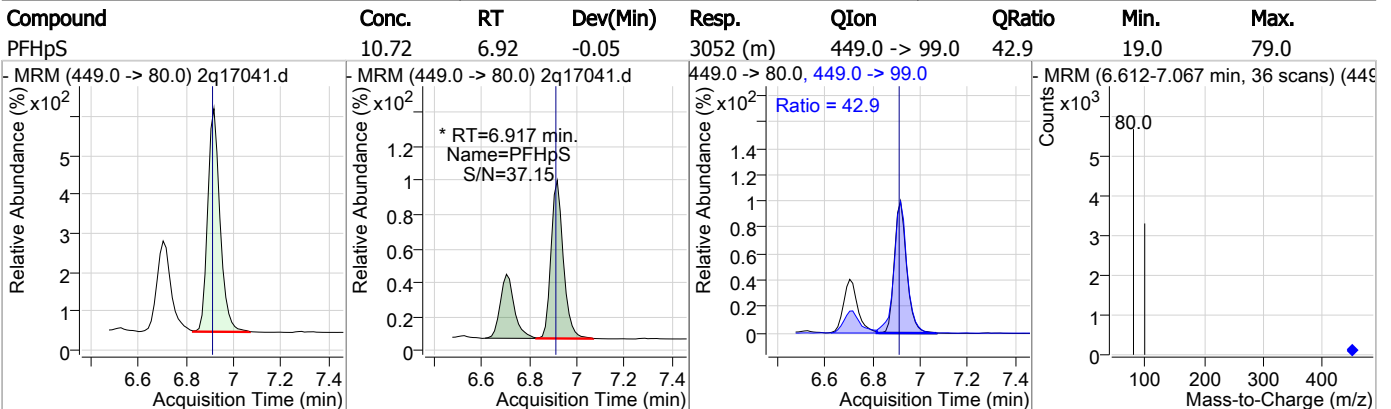 Compound Conc. RT Dev(Min) Resp. QIon QRatio Min. Max.
PFHpS 10.72 6.92 -0.05 3052 (m) 449.0 -> 99.0 42.9 19.0 79.0
- MRM (449.0 -> 80.0) 2q17041.d
Relative Abundance (%)
x10²
5
4
3
2
1
0
6.6 6.8 7 7.2 7.4
Acquisition Time (min)
- MRM (449.0 -> 80.0) 2q17041.d
Relative Abundance (%)
x10²
* RT=6.917 min.
Name=PFHpS
S/N=37.15
1.2
1
0.8
0.6
0.4
0.2
0
6.6 6.8 7 7.2 7.4
Acquisition Time (min)
449.0 -> 80.0, 449.0 -> 99.0
Relative Abundance (%)
x10²
Ratio = 42.9
1.4
1.2
1
0.8
0.6
0.4
0.2
0
6.6 6.8 7 7.2 7.4
Acquisition Time (min)
- MRM (6.612-7.067 min, 36 scans) (449
Counts
x10³
80.0
5
4
3
2
1
0
100 200 300 400
Mass-to-Charge (m/z)